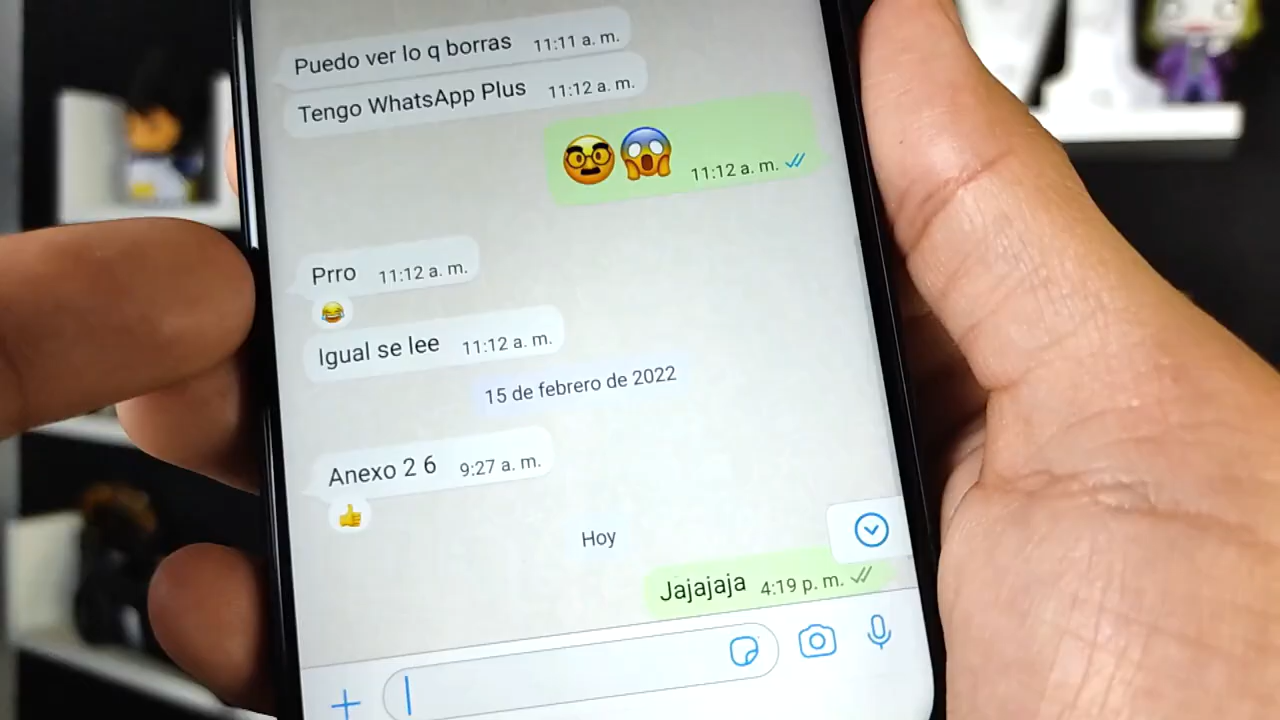 Puedo ver lo q borras 11:11 a. m.
Tengo WhatsApp Plus 11:12 a. m.
11:12 a. m.
Prro 11:12 a. m.
Igual se lee 11:12 a. m.
15 de febrero de 2022
Anexo 2 6 9:27 a. m.
Hoy
Jajajaja 4:19 p. m.